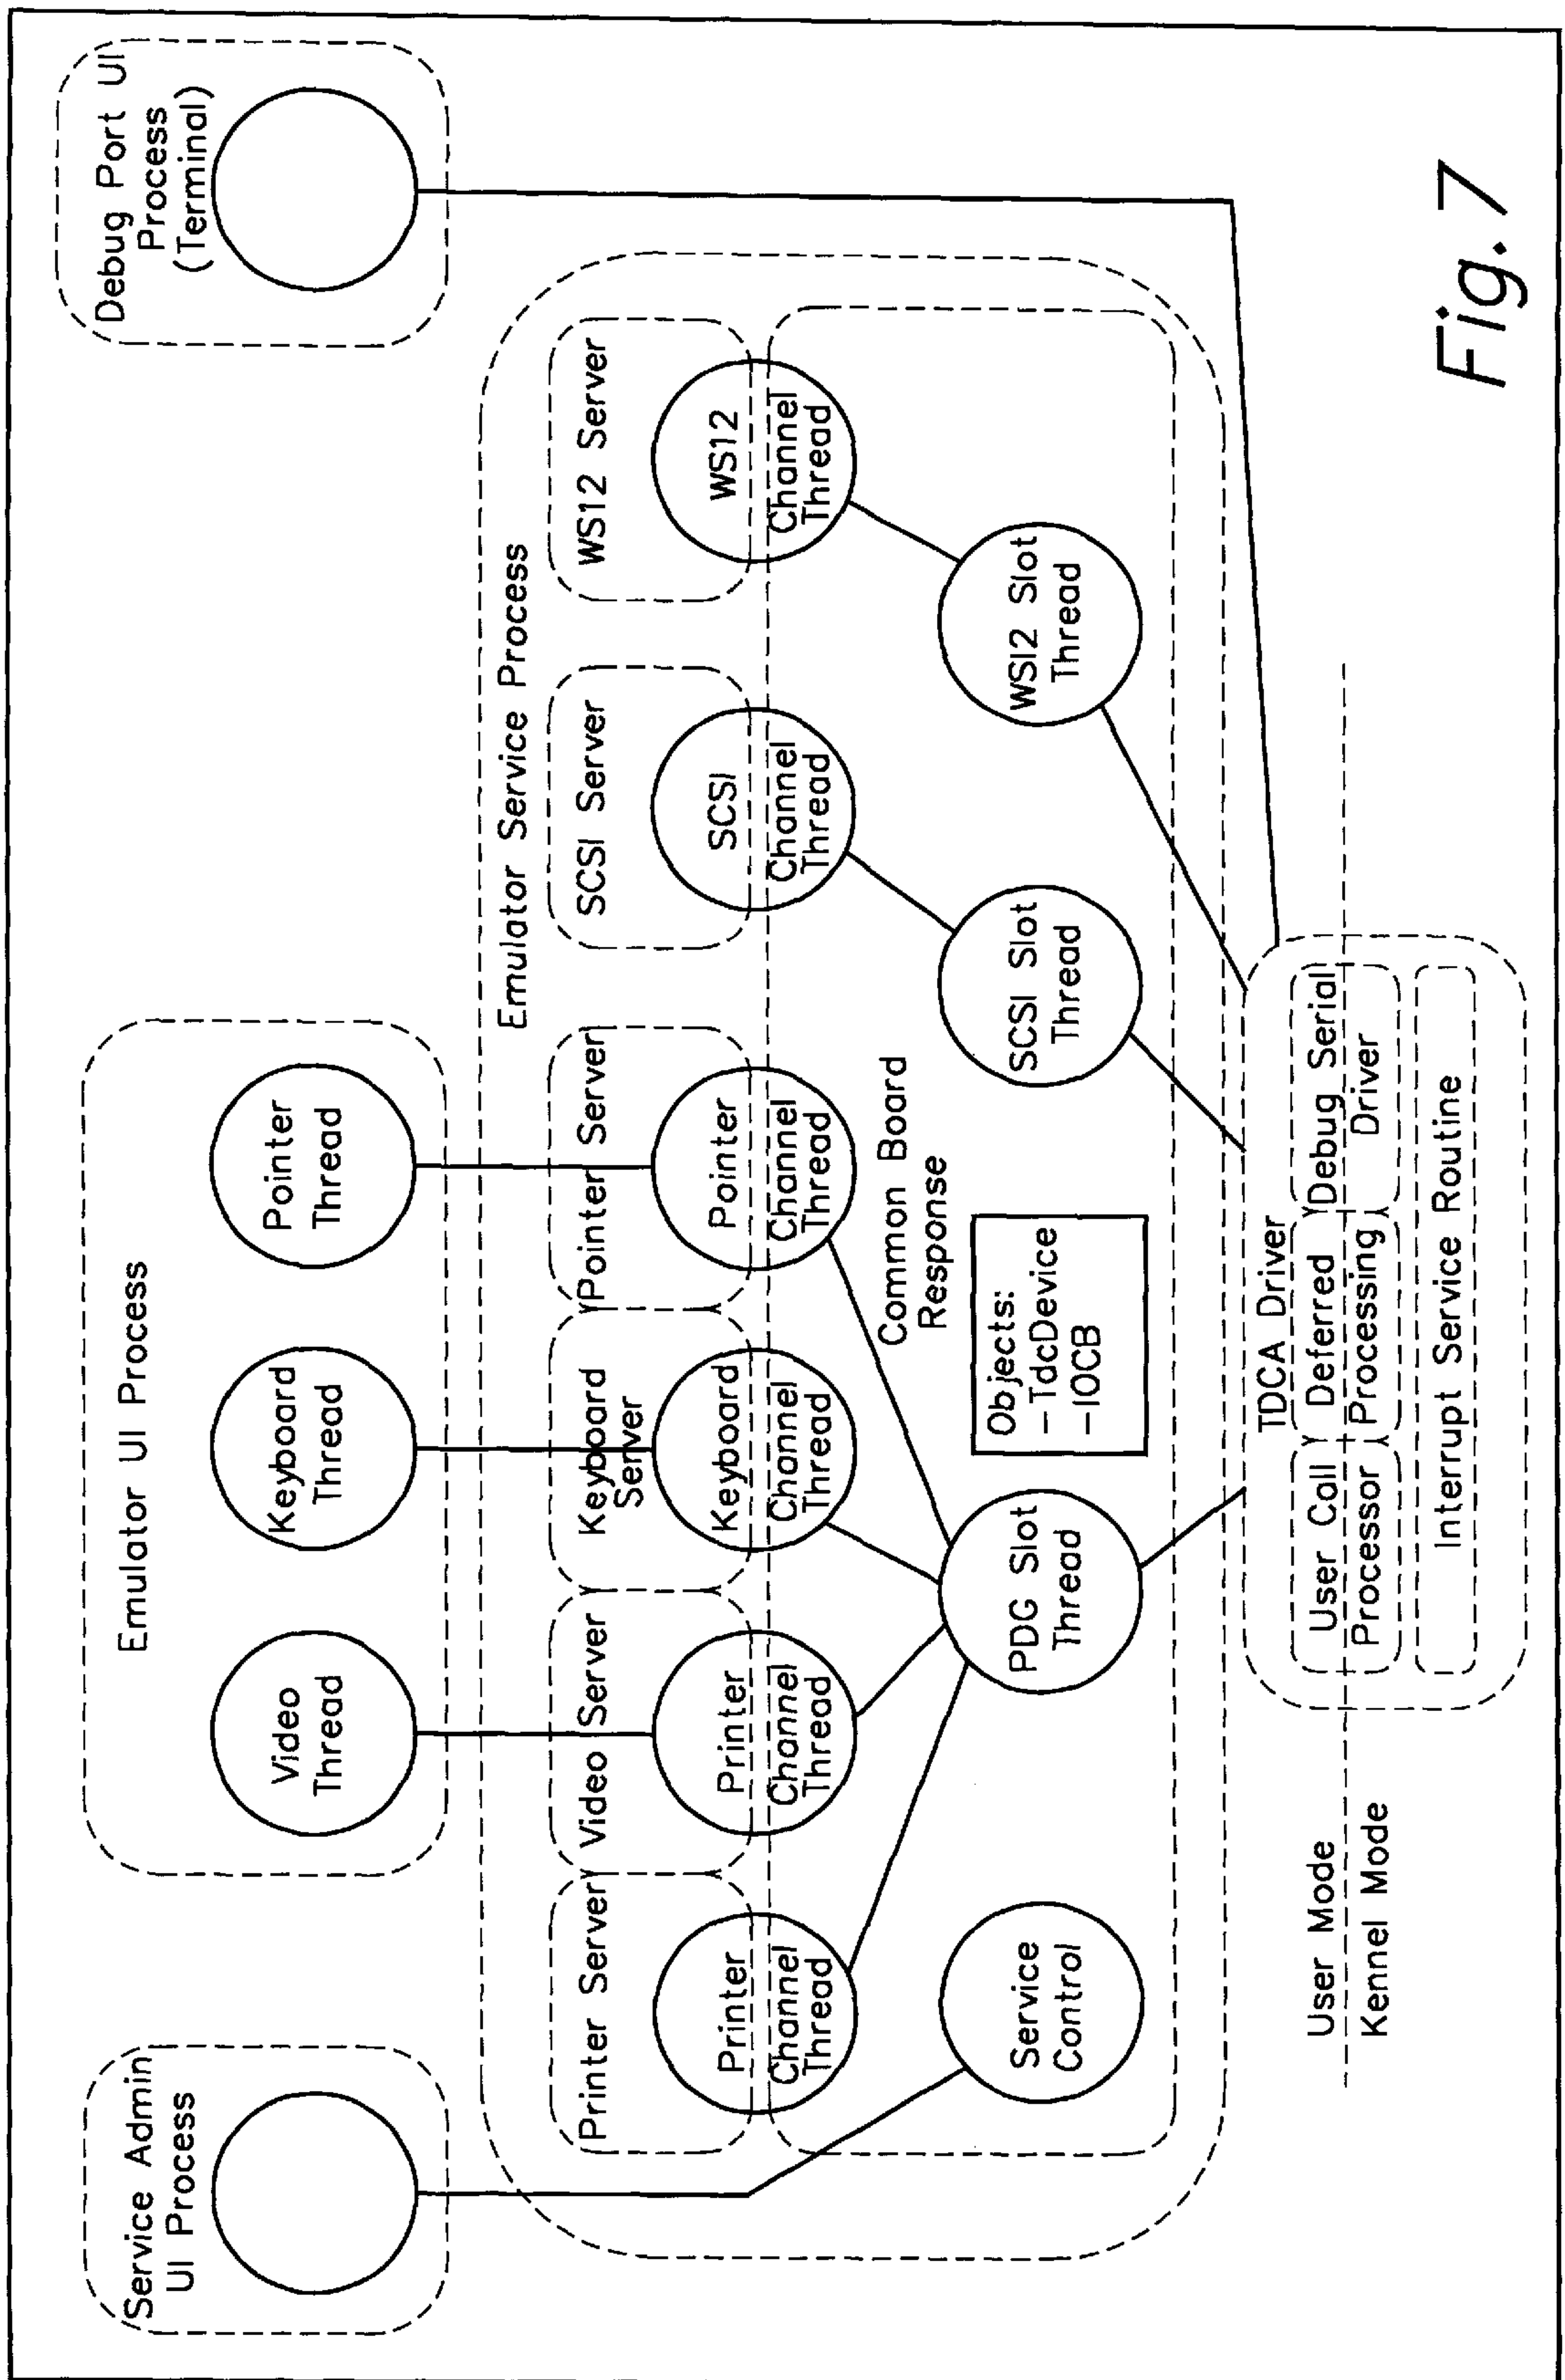 Service Admin
UI Process
Emulator UI Process
Video
Thread
Keyboard
Thread
Pointer
Thread
Debug Port UI
Process
(Terminal)
Emulator Service Process
Printer Server
Video Server
Keyboard
Server
Pointer Server
SCSI Server
WS12 Server
Printer
Channel
Thread
Printer
Channel
Thread
Keyboard
Channel
Thread
Pointer
Channel
Thread
SCSI
Channel
Thread
WS12
Channel
Thread
Common Board
Response
Service
Control
PDG Slot
Thread
Objects:
-TdcDevice
-IOCB
SCSI Slot
Thread
WSI2 Slot
Thread
TDCA Driver
User Mode
Kennel Mode
User Call
Processor
Deferred
Processing
Debug Serial
Driver
Interrupt Service Routine
Fig. 7